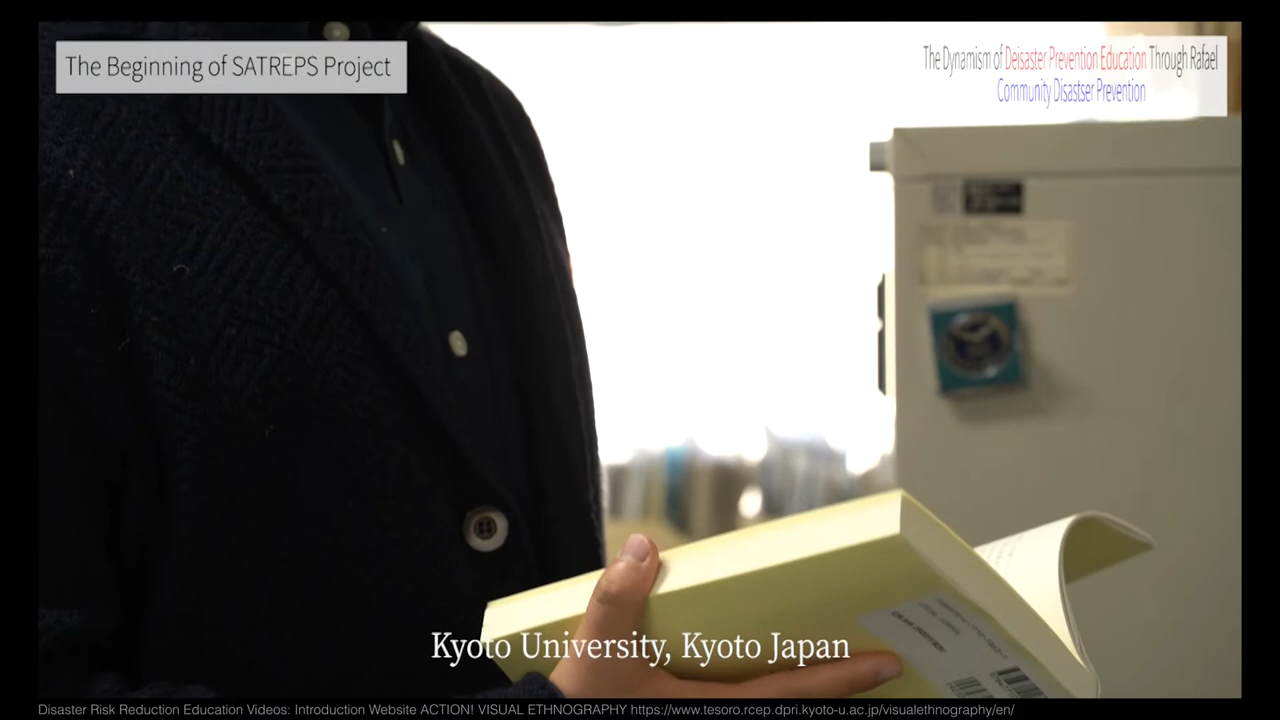 The Beginning of SATREPS Project
The Dynamism of Deisaster Prevention Education Through Rafael
Community Disastser Prevention
Kyoto University, Kyoto Japan
Disaster Risk Reduction Education Videos: Introduction Website ACTION! VISUAL ETHNOGRAPHY https://www.tesoro.rcep.dpri.kyoto-u.ac.jp/visualethnography/en/